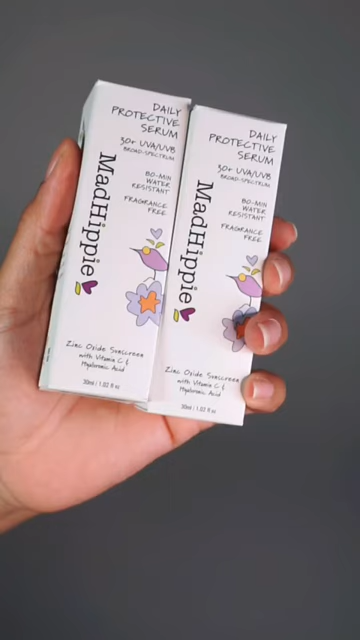 DAILY
PROTECTIVE
SERUM
30+ UVA/UVB
BROAD-SPECTRUM
80-MIN
WATER
RESISTANT
FRAGRANCE
FREE
MadHippie
Zinc Oxide Sunscreen
with Vitamin C &
Hyaluronic Acid
30ml / 1.02 fl oz
DAILY
PROTECTIVE
SERUM
30+ UVA/UVB
BROAD-SPECTRUM
80-MIN
WATER
RESISTANT
FRAGRANCE
FREE
MadHippie
Zinc Oxide Sunscreen
with Vitamin C &
Hyaluronic Acid
30ml / 1.02 fl oz